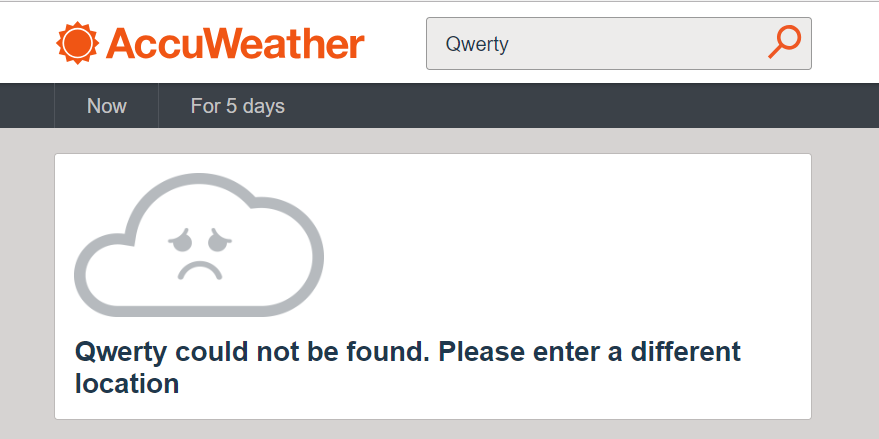 AccuWeather
Qwerty
Now
For 5 days
Qwerty could not be found. Please enter a different
location